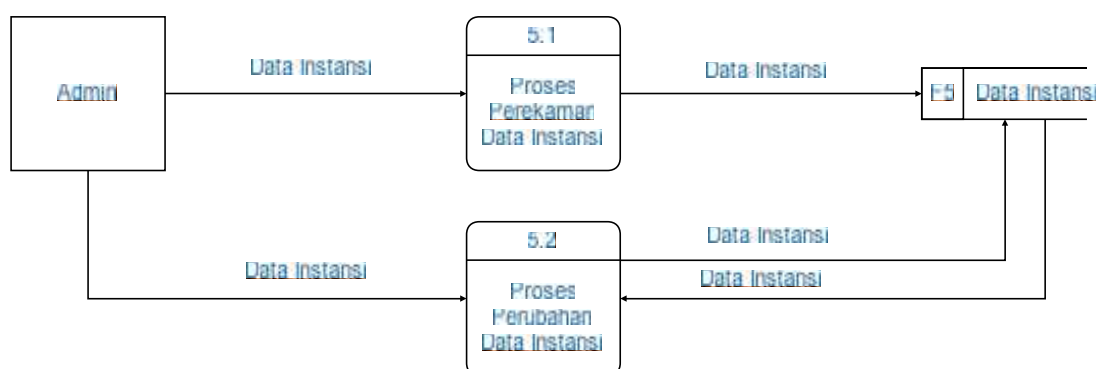 5.1
Data Instansi
Data Instansi
Admin
Proses
Perekaman
Data Instansi
F5
Data Instansi
5.2
Data Instansi
Data Instansi
Data Instansi
Proses
Perubahan
Data Instansi